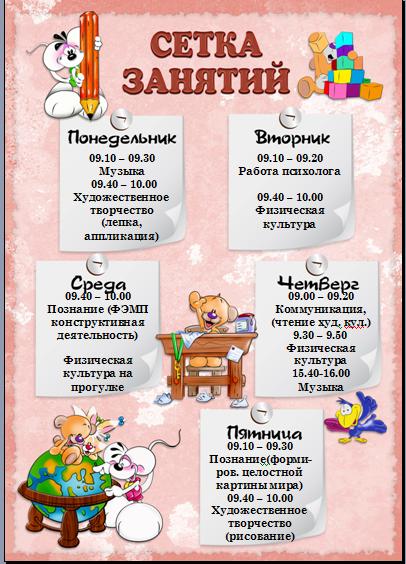 СЕТКА
ЗАНЯТИЙ
Понедельник
09.10 – 09.30
Музыка
09.40 – 10.00
Художественное
творчество
(лепка,
аппликация)
Вторник
09.10 – 09.20
Работа психолога
09.40 – 10.00
Физическая
культура
Среда
09.40 – 10.00
Познание (ФЭМП
конструктивная
деятельность)
Физическая
культура на
прогулке
Четверг
09.00 – 09.20
Коммуникация,
(чтение худ. куд.)
9.30 – 9.50
Физическая
культура
15.40-16.00
Музыка
Пятница
09.10 – 09.30
Познание(форми-
ров. целостной
картины мира)
09.40 – 10.00
Художественное
творчество
(рисование)